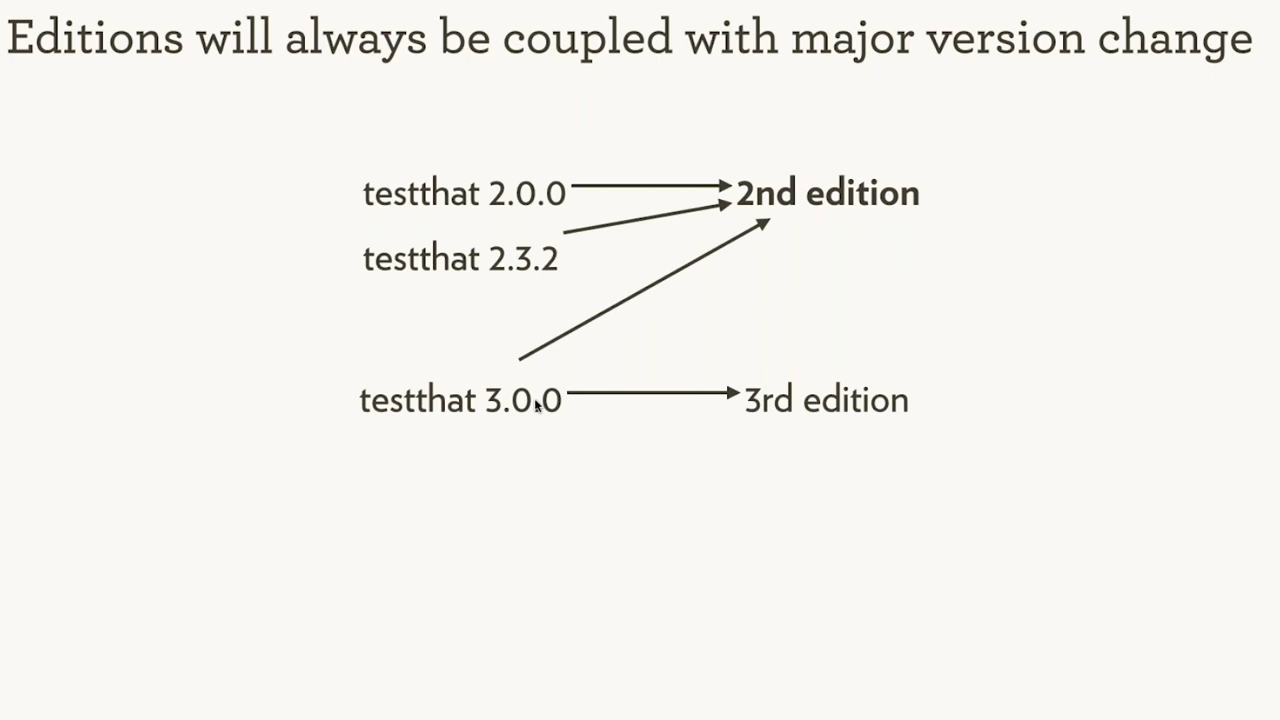 Editions will always be coupled with major version change
testthat 2.0.0
2nd edition
testthat 2.3.2
testthat 3.0.0
3rd edition